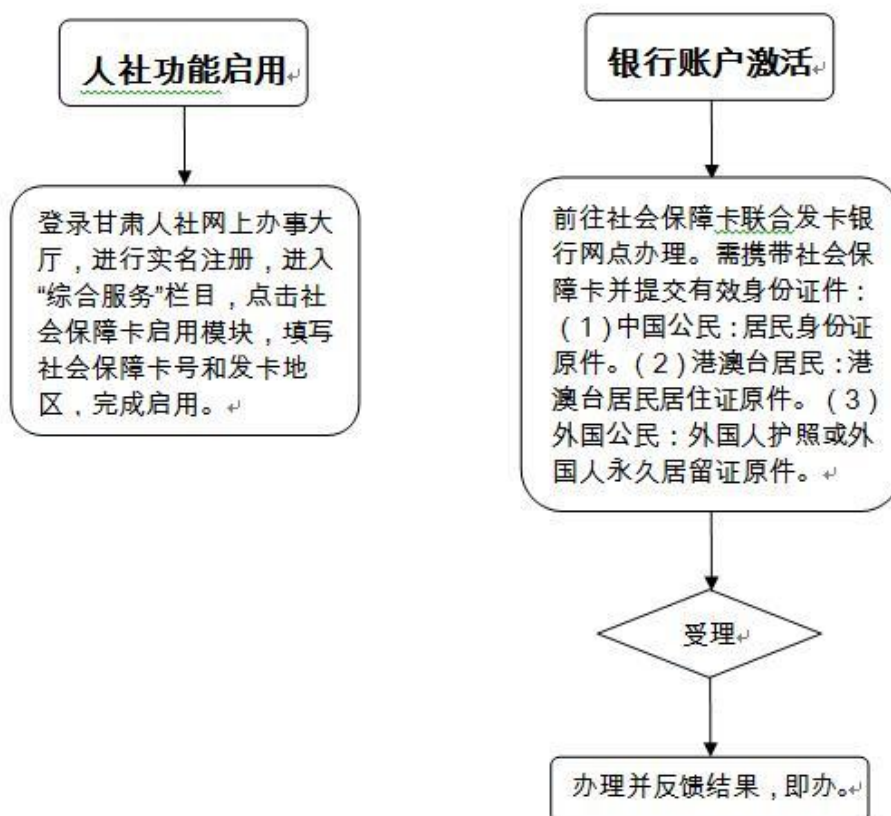 人社功能启用
登录甘肃人社网上办事大
厅，进行实名注册，进入
“综合服务”栏目，点击社
会保障卡启用模块，填写
社会保障卡号和发卡地
区，完成启用。
银行账户激活
前往社会保障卡联合发卡银
行网点办理。需携带社会保
障卡并提交有效身份证件：
（1）中国公民：居民身份证
原件。（2）港澳台居民：港
澳台居民居住证原件。（3）
外国公民：外国人护照或外
国人永久居留证原件。
受理
办理并反馈结果，即办。